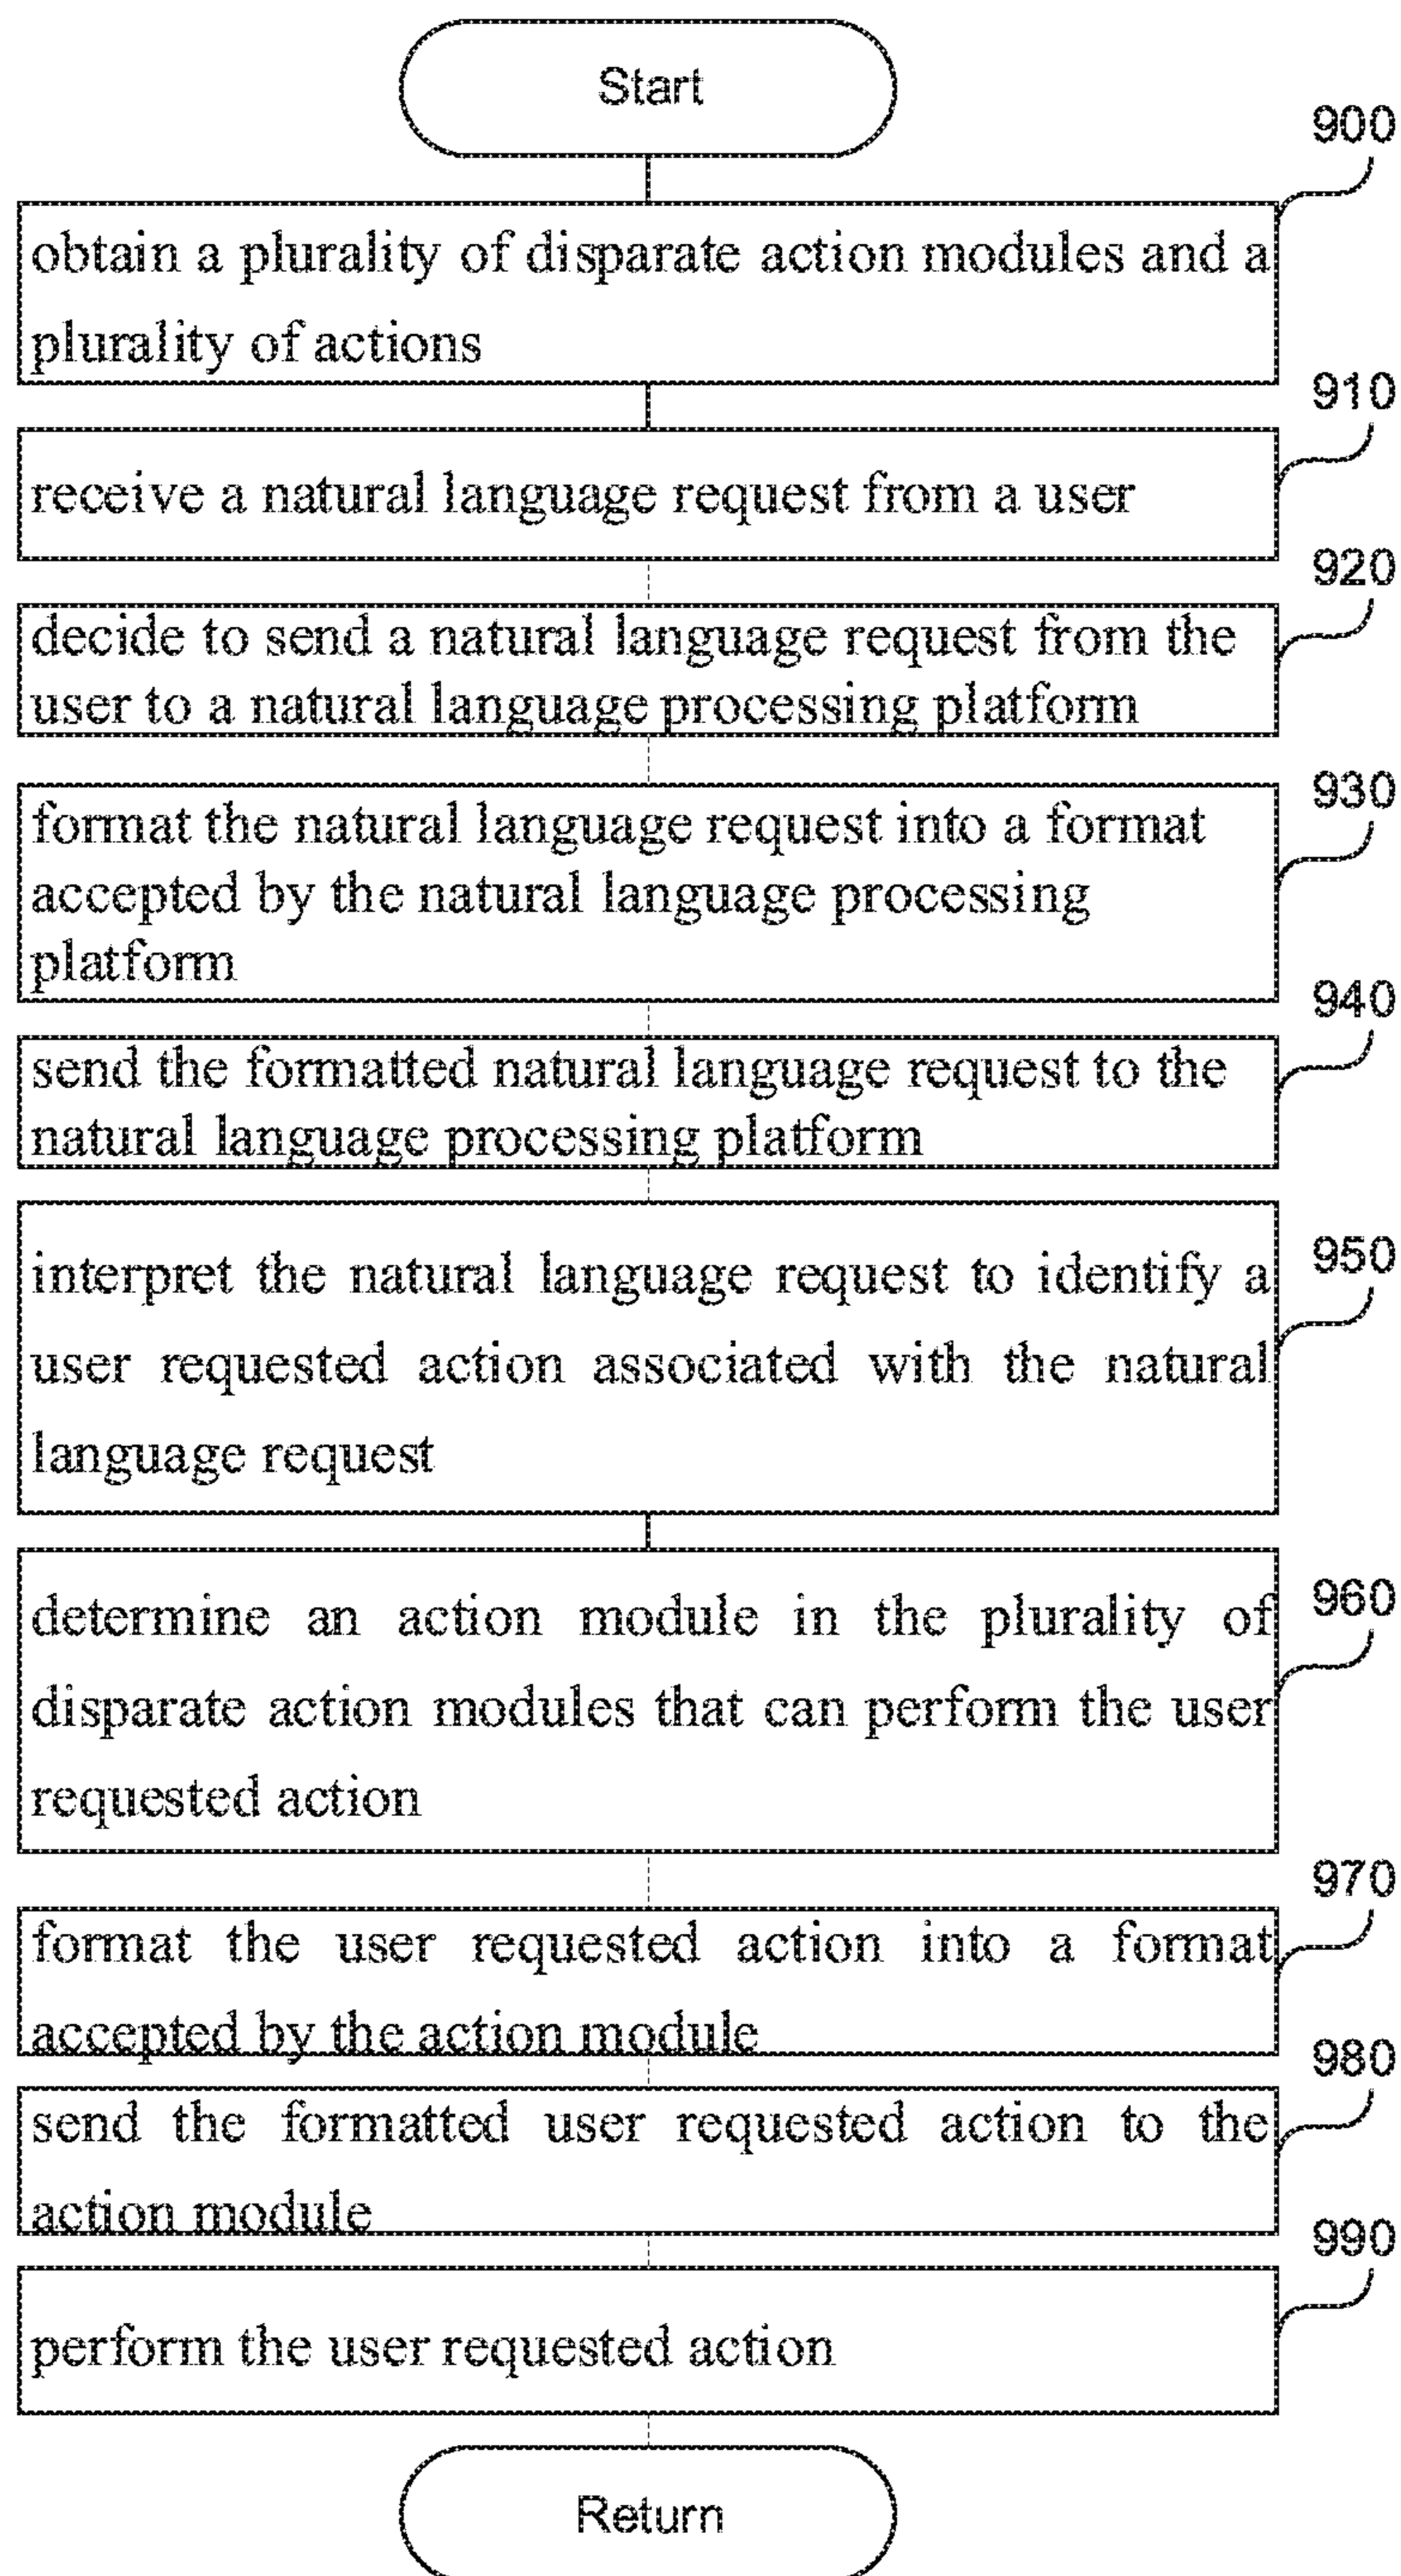 Start
900
obtain a plurality of disparate action modules and a
plurality of actions
910
receive a natural language request from a user
920
decide to send a natural language request from the
user to a natural language processing platform
930
format the natural language request into a format
accepted by the natural language processing
platform
940
send the formatted natural language request to the
natural language processing platform
950
interpret the natural language request to identify a
user requested action associated with the natural
language request
960
determine an action module in the plurality of
disparate action modules that can perform the user
requested action
970
format the user requested action into a format
accepted by the action module
980
send the formatted user requested action to the
action module
990
perform the user requested action
Return